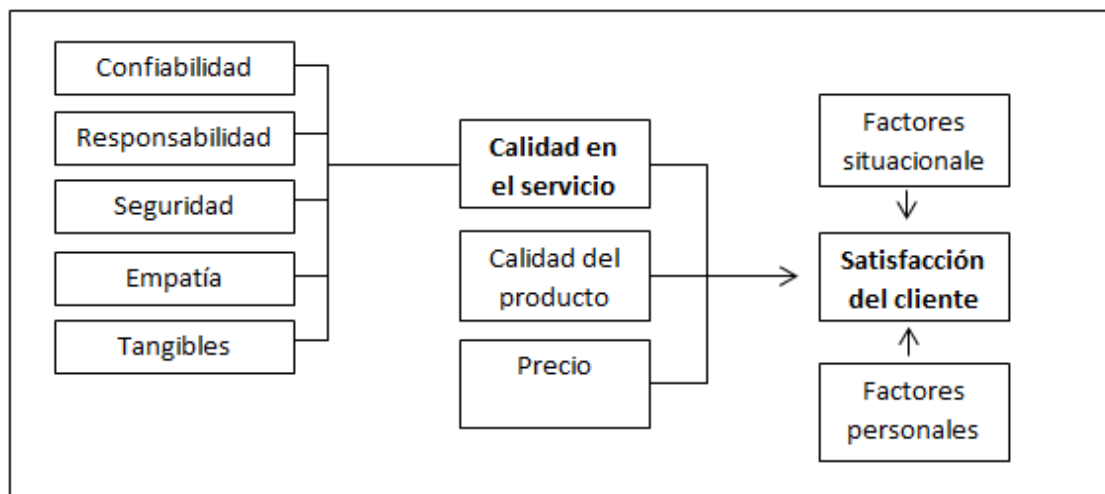 Confiabilidad
Responsabilidad
Seguridad
Empatía
Tangibles
Calidad en
el servicio
Calidad del
producto
Precio
Factores
situacionale
Satisfacción
del cliente
Factores
personales